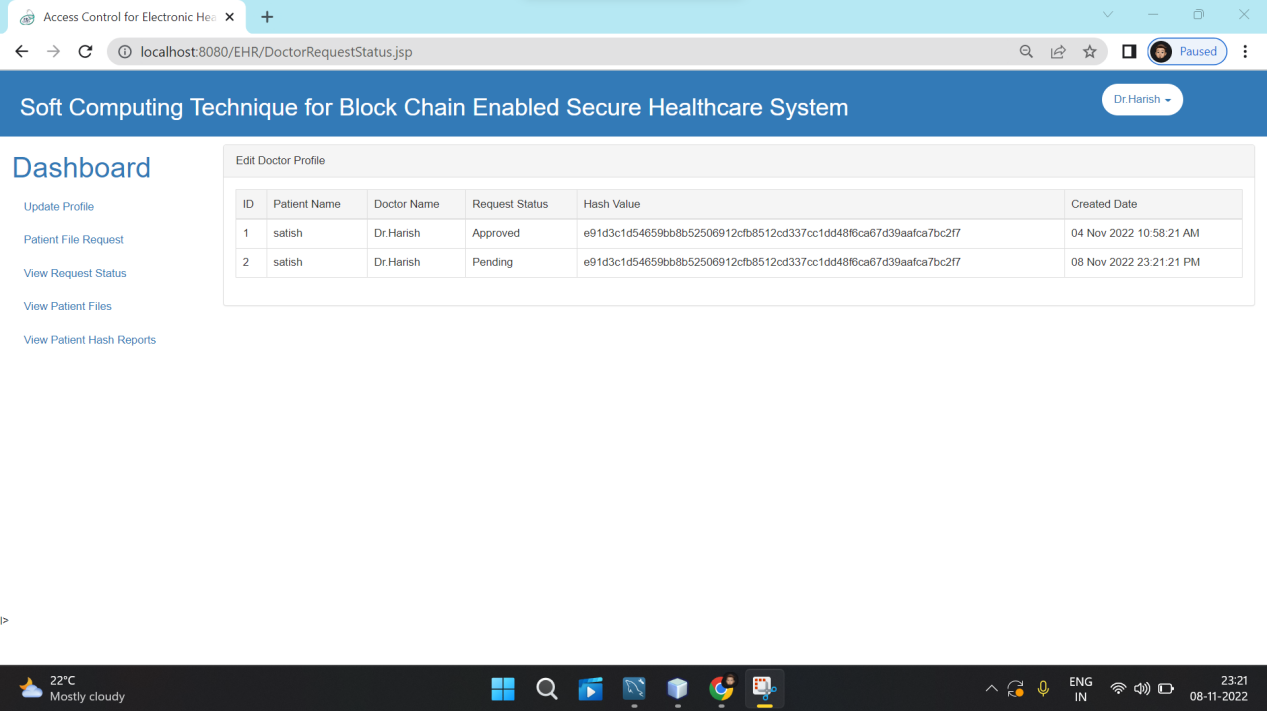 Access Control for Electronic Hea
localhost:8080/EHR/DoctorRequestStatus.jsp
Paused
Soft Computing Technique for Block Chain Enabled Secure Healthcare System
Dr.Harish
Dashboard
Update Profile
Patient File Request
View Request Status
View Patient Files
View Patient Hash Reports
Edit Doctor Profile
ID Patient Name Doctor Name Request Status Hash Value Created Date
1 satish Dr.Harish Approved e91d3c1d54659bb8b52506912cfb8512cd337cc1dd48f6ca67d39aafca7bc2f7 04 Nov 2022 10:58:21 AM
2 satish Dr.Harish Pending e91d3c1d54659bb8b52506912cfb8512cd337cc1dd48f6ca67d39aafca7bc2f7 08 Nov 2022 23:21:21 PM
|>
22°C
Mostly cloudy
ENG
IN
23:21
08-11-2022